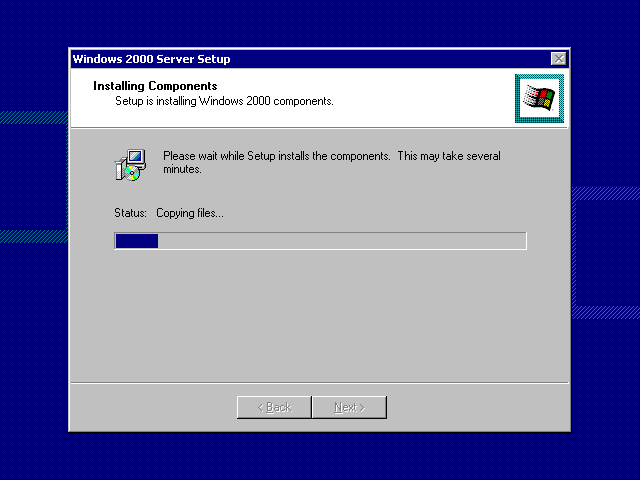 Windows 2000 Server Setup
Installing Components
Setup is installing Windows 2000 components.
Please wait while Setup installs the components. This may take several
minutes.
Status: Copying files...
< Back
Next >